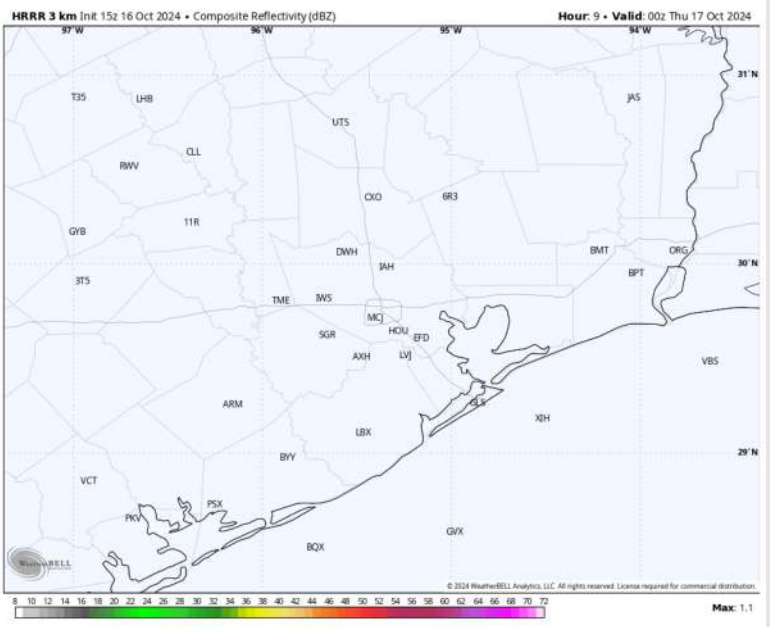 HRRR 3 km Init 15z 16 Oct 2024 • Composite Reflectivity (dBZ)
Hour: 9 • Valid: 00z Thu 17 Oct 2024
97°W 96°W 95°W 94°W
31°N
T35 LHB JAS
UTS
CLL
RWV
CXO 6R3
11R
GYB
DWH BMT ORG
IAH 30°N
BPT
3T5
TME IWS
MCJ
SGR HOU EFD
AXH LVJ
VBS
ARM GLS
XIH
LBX
29°N
BYY
VCT
PSX
PKV
GVX
BQX
WeatherBELL
© 2024 WeatherBELL Analytics, LLC. All rights reserved. License required for commercial distribution.
8 10 12 14 16 18 20 22 24 26 28 30 32 34 36 38 40 42 44 46 48 50 52 54 56 58 60 62 64 66 68 70 72
Max: 1.1